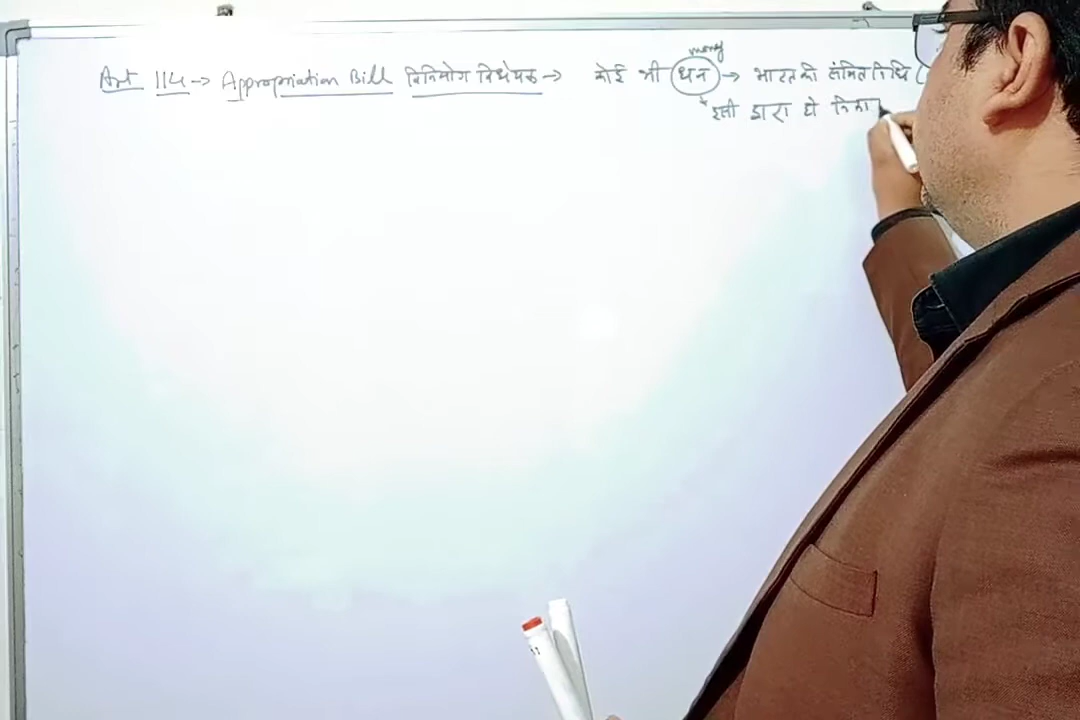 money
Art 114 → Appropriation Bill विनियोग विधेयक → कोई भी धन → भारत की संचित निधि (
इसी द्वारा